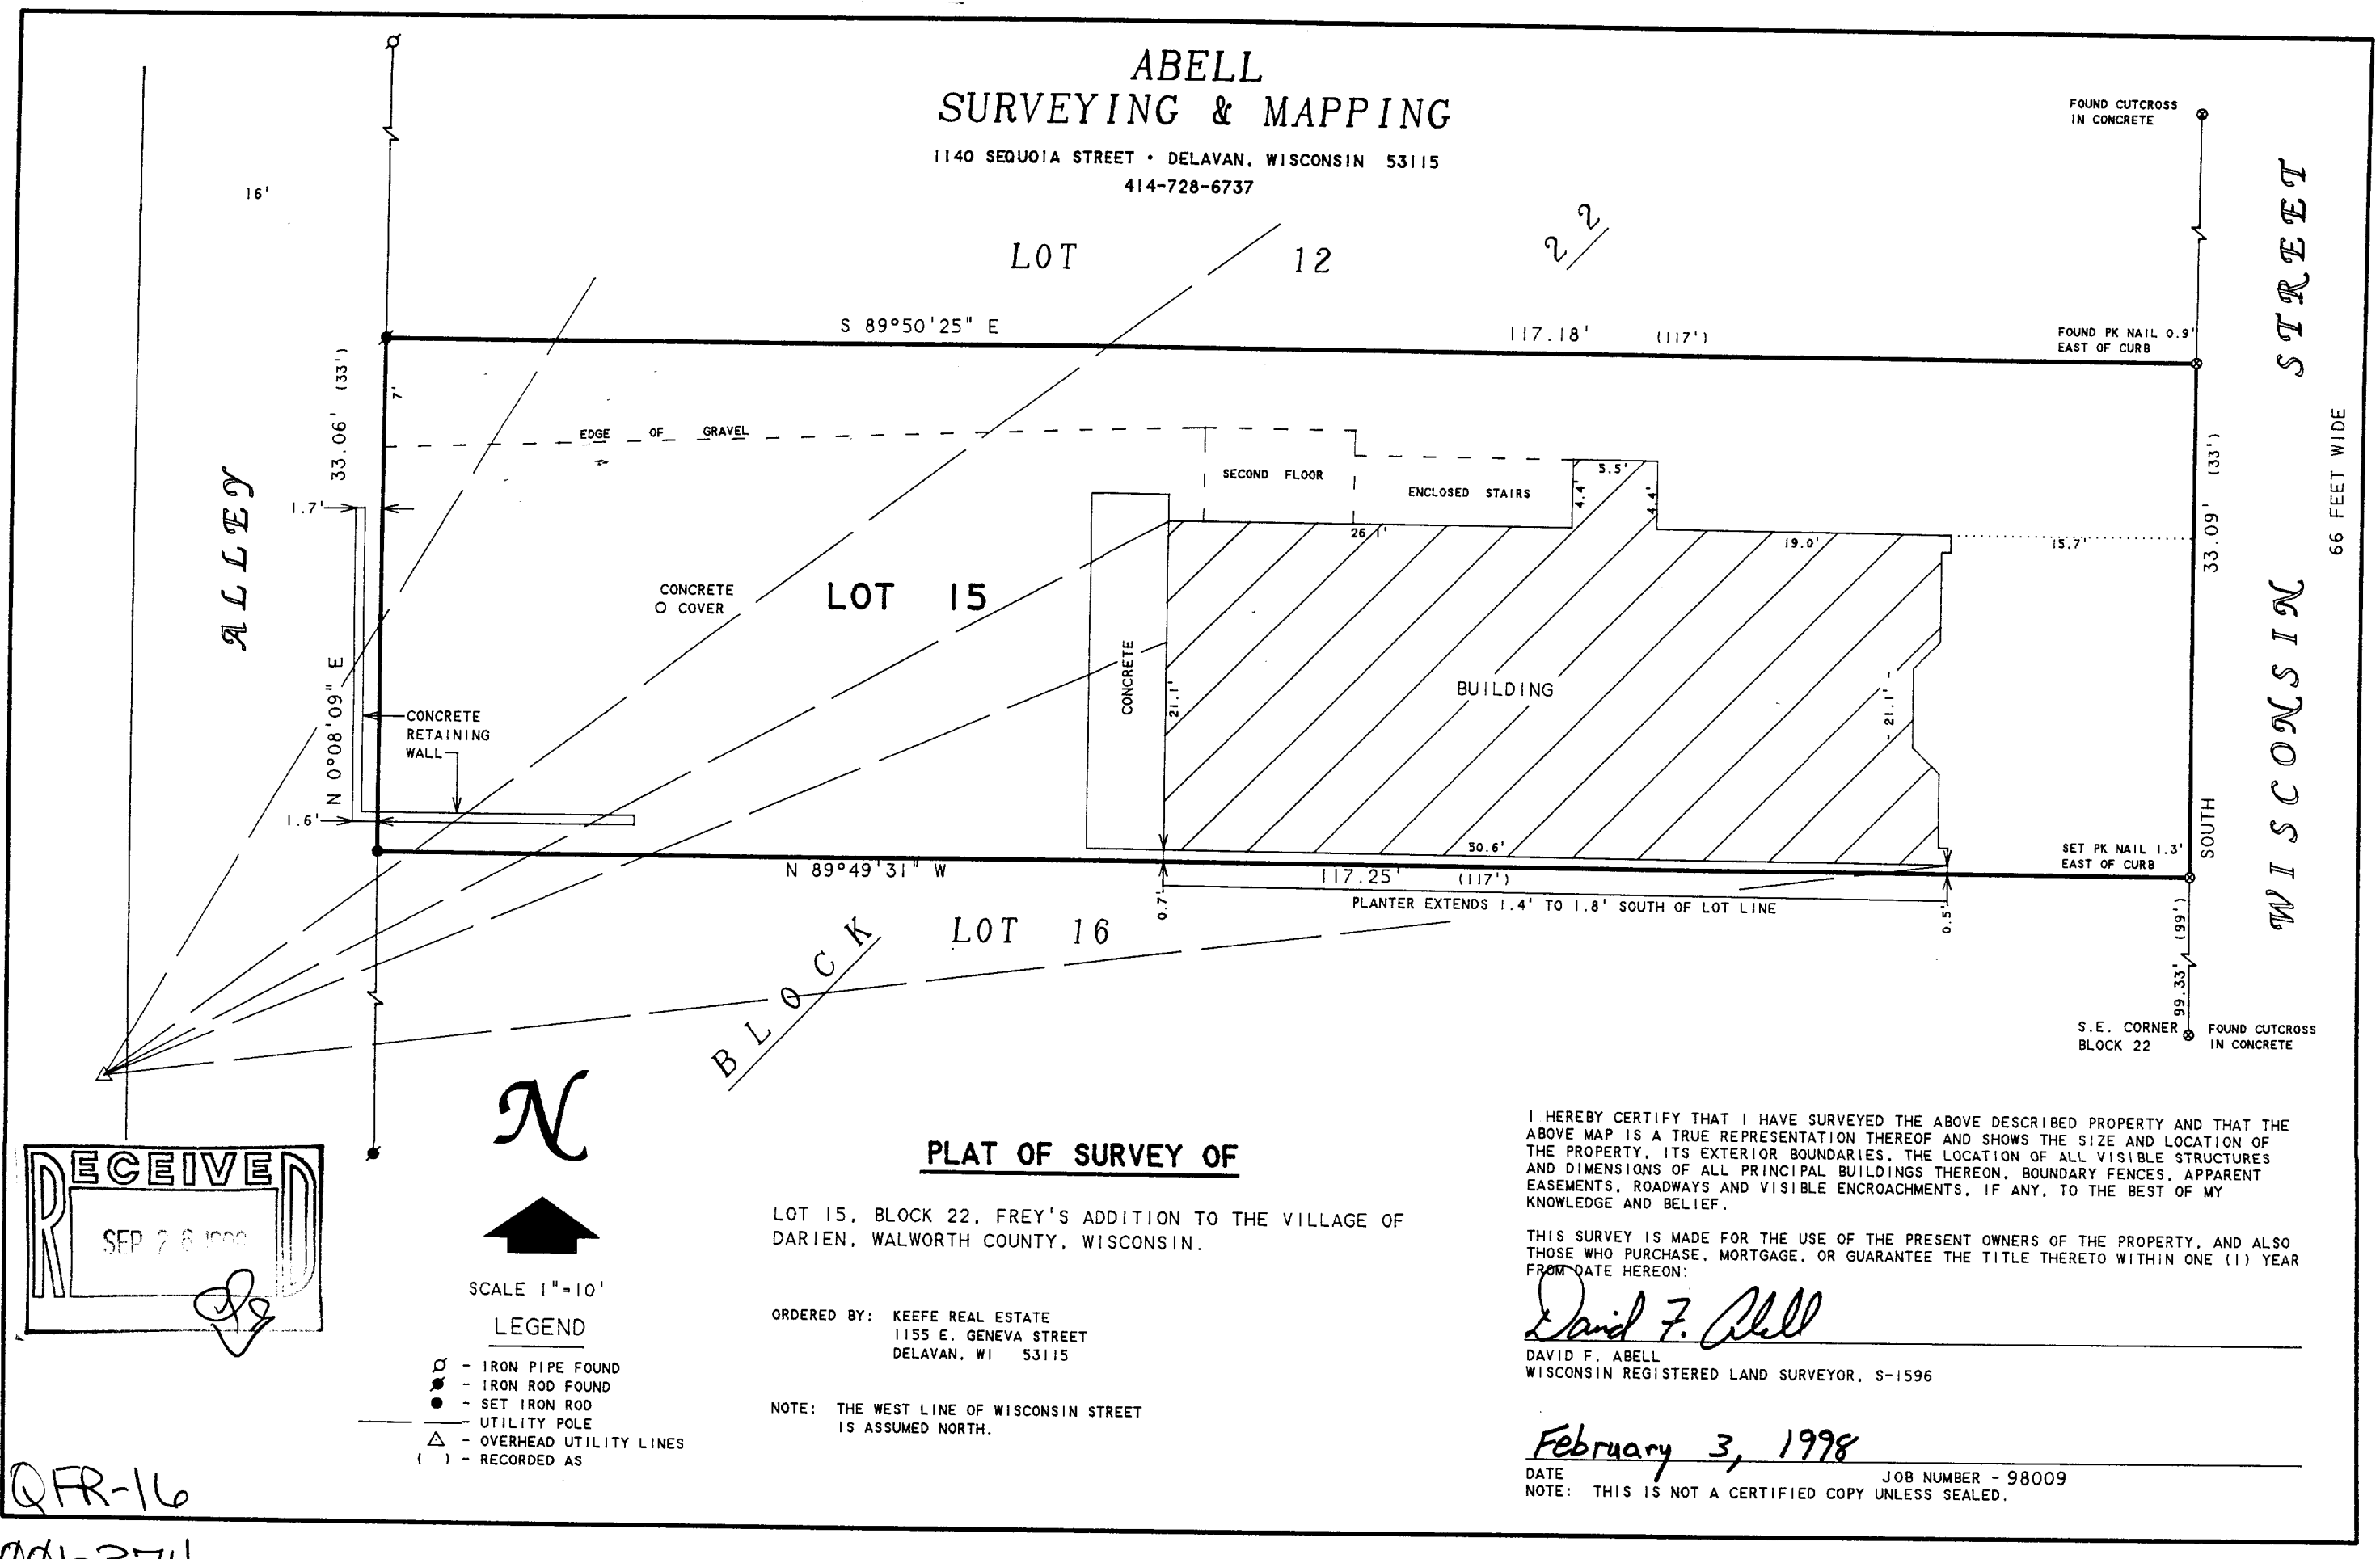 ABELL
SURVEYING & MAPPING
1140 SEQUOIA STREET • DELAVAN, WISCONSIN 53115
414-728-6737
FOUND CUTCROSS
IN CONCRETE
16'
LOT 12
22
S 89°50'25" E
117.18' (117')
FOUND PK NAIL 0.9'
EAST OF CURB
WISCONSIN STREET
66 FEET WIDE
33.06' (33')
7'
EDGE OF GRAVEL
SECOND FLOOR
ENCLOSED STAIRS
5.5'
4.4'
4.4'
33.09' (33')
ALLEY
1.7'
26.1'
19.0'
15.7'
CONCRETE
COVER
LOT 15
CONCRETE
21.1'
BUILDING
21.1'
N 0°08'09" E
CONCRETE
RETAINING
WALL
1.6'
50.6'
SET PK NAIL 1.3'
EAST OF CURB
SOUTH
N 89°49'31" W
117.25' (117')
PLANTER EXTENDS 1.4' TO 1.8' SOUTH OF LOT LINE
0.7'
0.5'
LOT 16
BLOCK
99.33' (99')
S.E. CORNER
BLOCK 22
FOUND CUTCROSS
IN CONCRETE
N
RECEIVED
SEP 28
SCALE 1"=10'
LEGEND
- IRON PIPE FOUND
- IRON ROD FOUND
- SET IRON ROD
- UTILITY POLE
- OVERHEAD UTILITY LINES
( ) - RECORDED AS
PLAT OF SURVEY OF
LOT 15, BLOCK 22, FREY'S ADDITION TO THE VILLAGE OF
DARIEN, WALWORTH COUNTY, WISCONSIN.
ORDERED BY: KEEFE REAL ESTATE
1155 E. GENEVA STREET
DELAVAN, WI 53115
NOTE: THE WEST LINE OF WISCONSIN STREET
IS ASSUMED NORTH.
I HEREBY CERTIFY THAT I HAVE SURVEYED THE ABOVE DESCRIBED PROPERTY AND THAT THE
ABOVE MAP IS A TRUE REPRESENTATION THEREOF AND SHOWS THE SIZE AND LOCATION OF
THE PROPERTY, ITS EXTERIOR BOUNDARIES, THE LOCATION OF ALL VISIBLE STRUCTURES
AND DIMENSIONS OF ALL PRINCIPAL BUILDINGS THEREON, BOUNDARY FENCES, APPARENT
EASEMENTS, ROADWAYS AND VISIBLE ENCROACHMENTS, IF ANY, TO THE BEST OF MY
KNOWLEDGE AND BELIEF.
THIS SURVEY IS MADE FOR THE USE OF THE PRESENT OWNERS OF THE PROPERTY, AND ALSO
THOSE WHO PURCHASE, MORTGAGE, OR GUARANTEE THE TITLE THERETO WITHIN ONE (1) YEAR
FROM DATE HEREON:
David F. Abell
DAVID F. ABELL
WISCONSIN REGISTERED LAND SURVEYOR, S-1596
February 3, 1998
DATE JOB NUMBER - 98009
NOTE: THIS IS NOT A CERTIFIED COPY UNLESS SEALED.
QFR-16